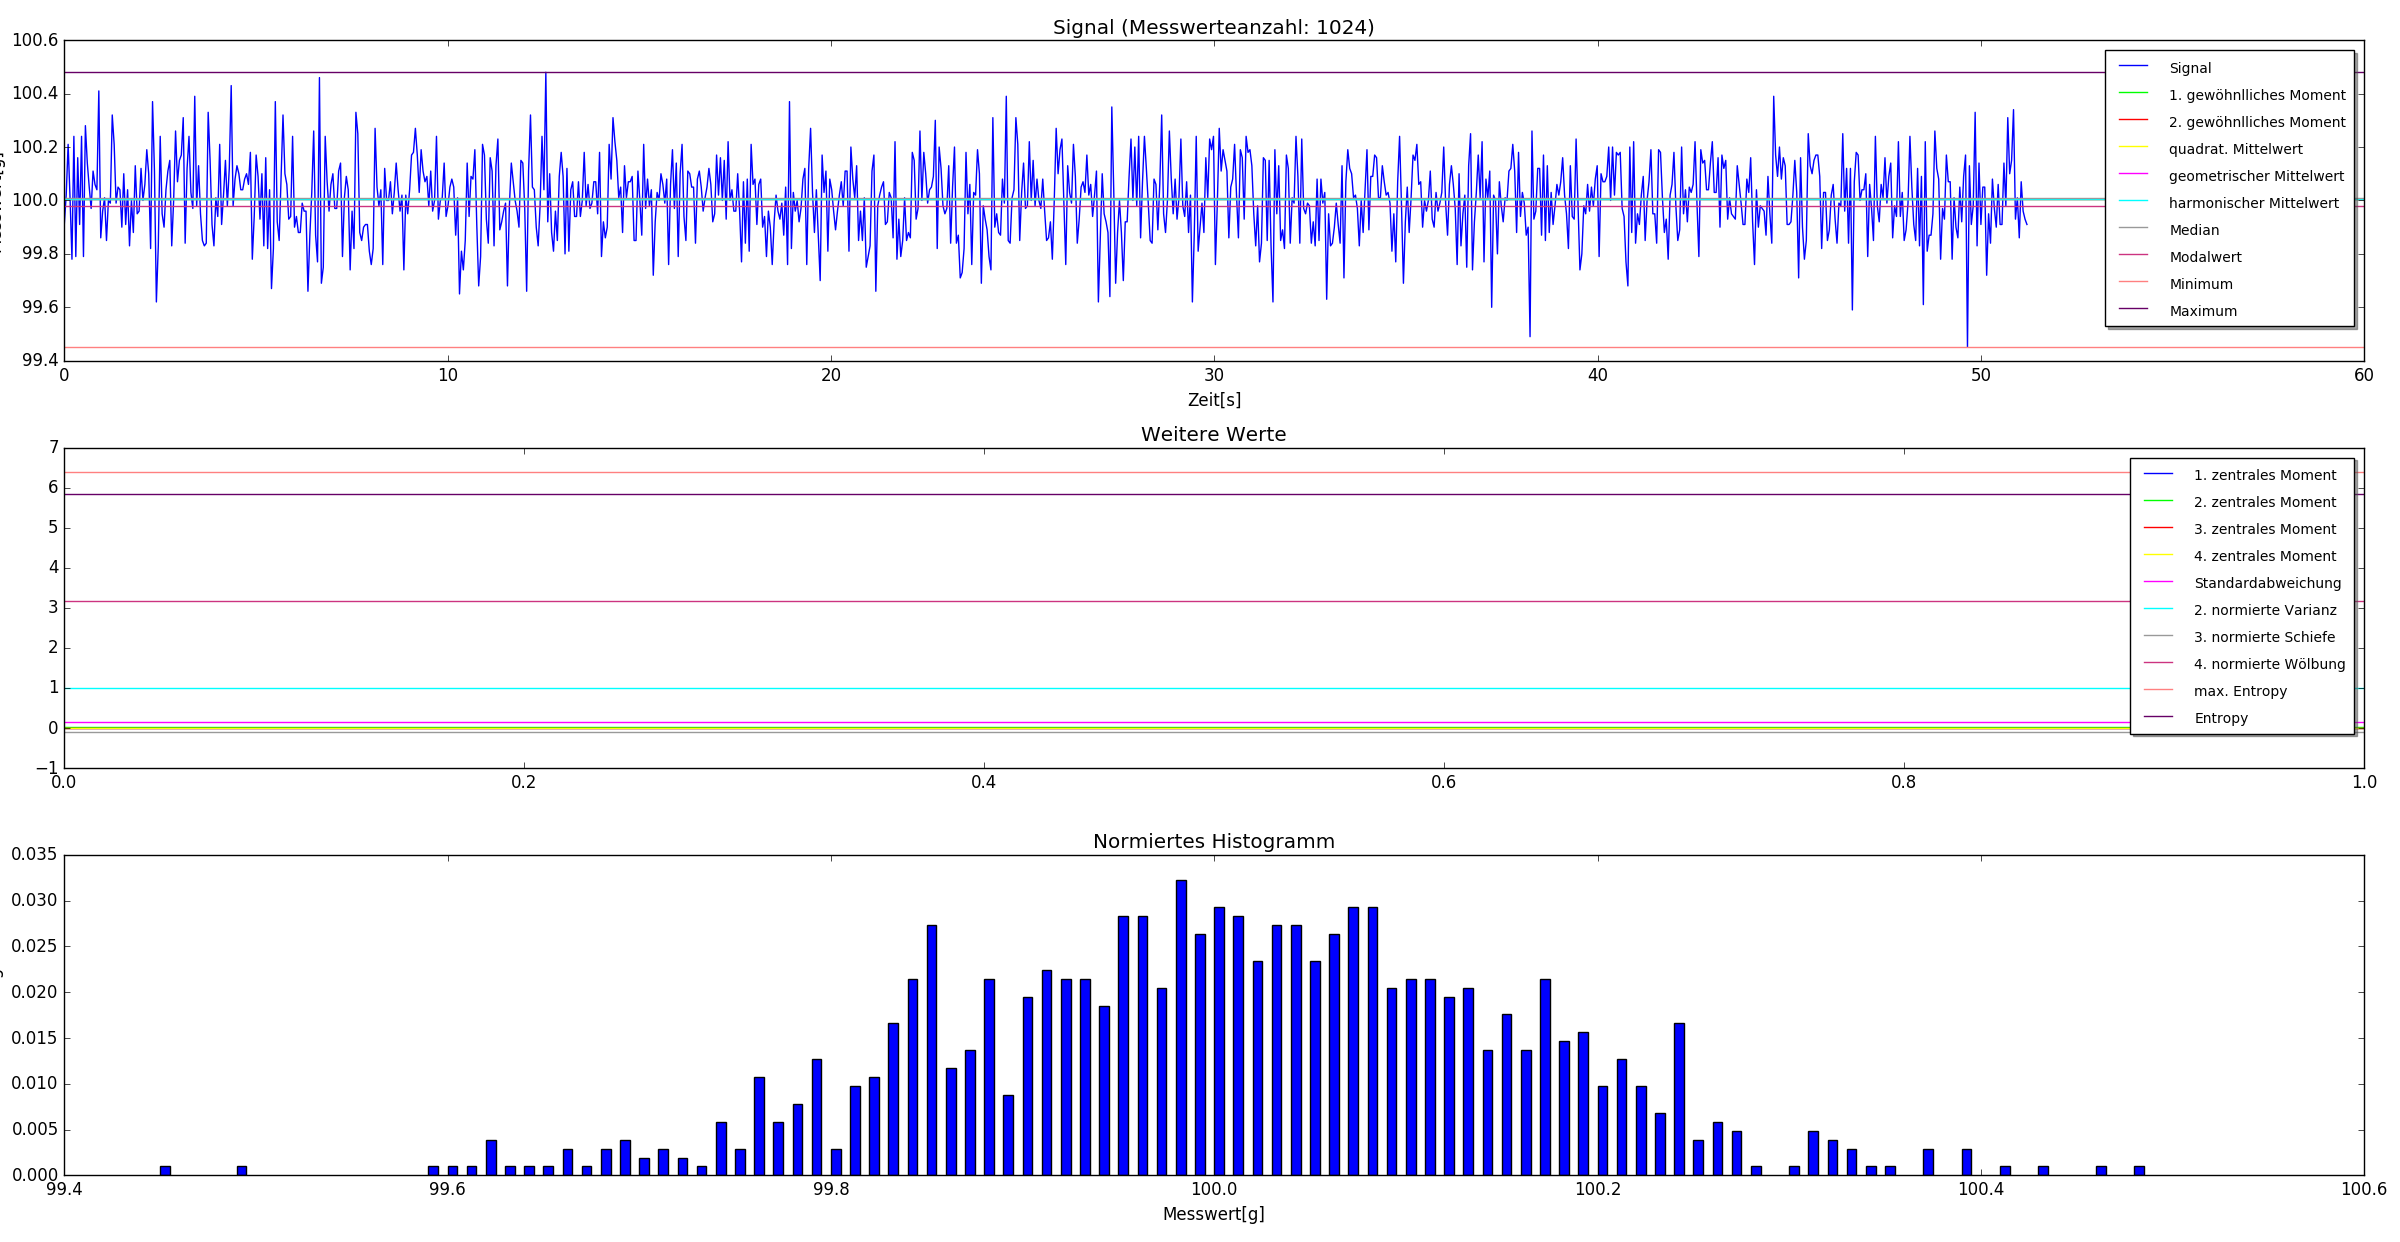 Signal (Messwerteanzahl: 1024)
100.6
100.4
100.2
100.0
99.8
99.6
99.4
0 10 20 30 40 50 60
Zeit[s]
Signal
1. gewöhnlliches Moment
2. gewöhnlliches Moment
quadrat. Mittelwert
geometrischer Mittelwert
harmonischer Mittelwert
Median
Modalwert
Minimum
Maximum
Weitere Werte
7
6
5
4
3
2
1
0
−1
0.0 0.2 0.4 0.6 0.8 1.0
1. zentrales Moment
2. zentrales Moment
3. zentrales Moment
4. zentrales Moment
Standardabweichung
2. normierte Varianz
3. normierte Schiefe
4. normierte Wölbung
max. Entropy
Entropy
Normiertes Histogramm
0.035
0.030
0.025
0.020
0.015
0.010
0.005
0.000
99.4 99.6 99.8 100.0 100.2 100.4 100.6
Messwert[g]